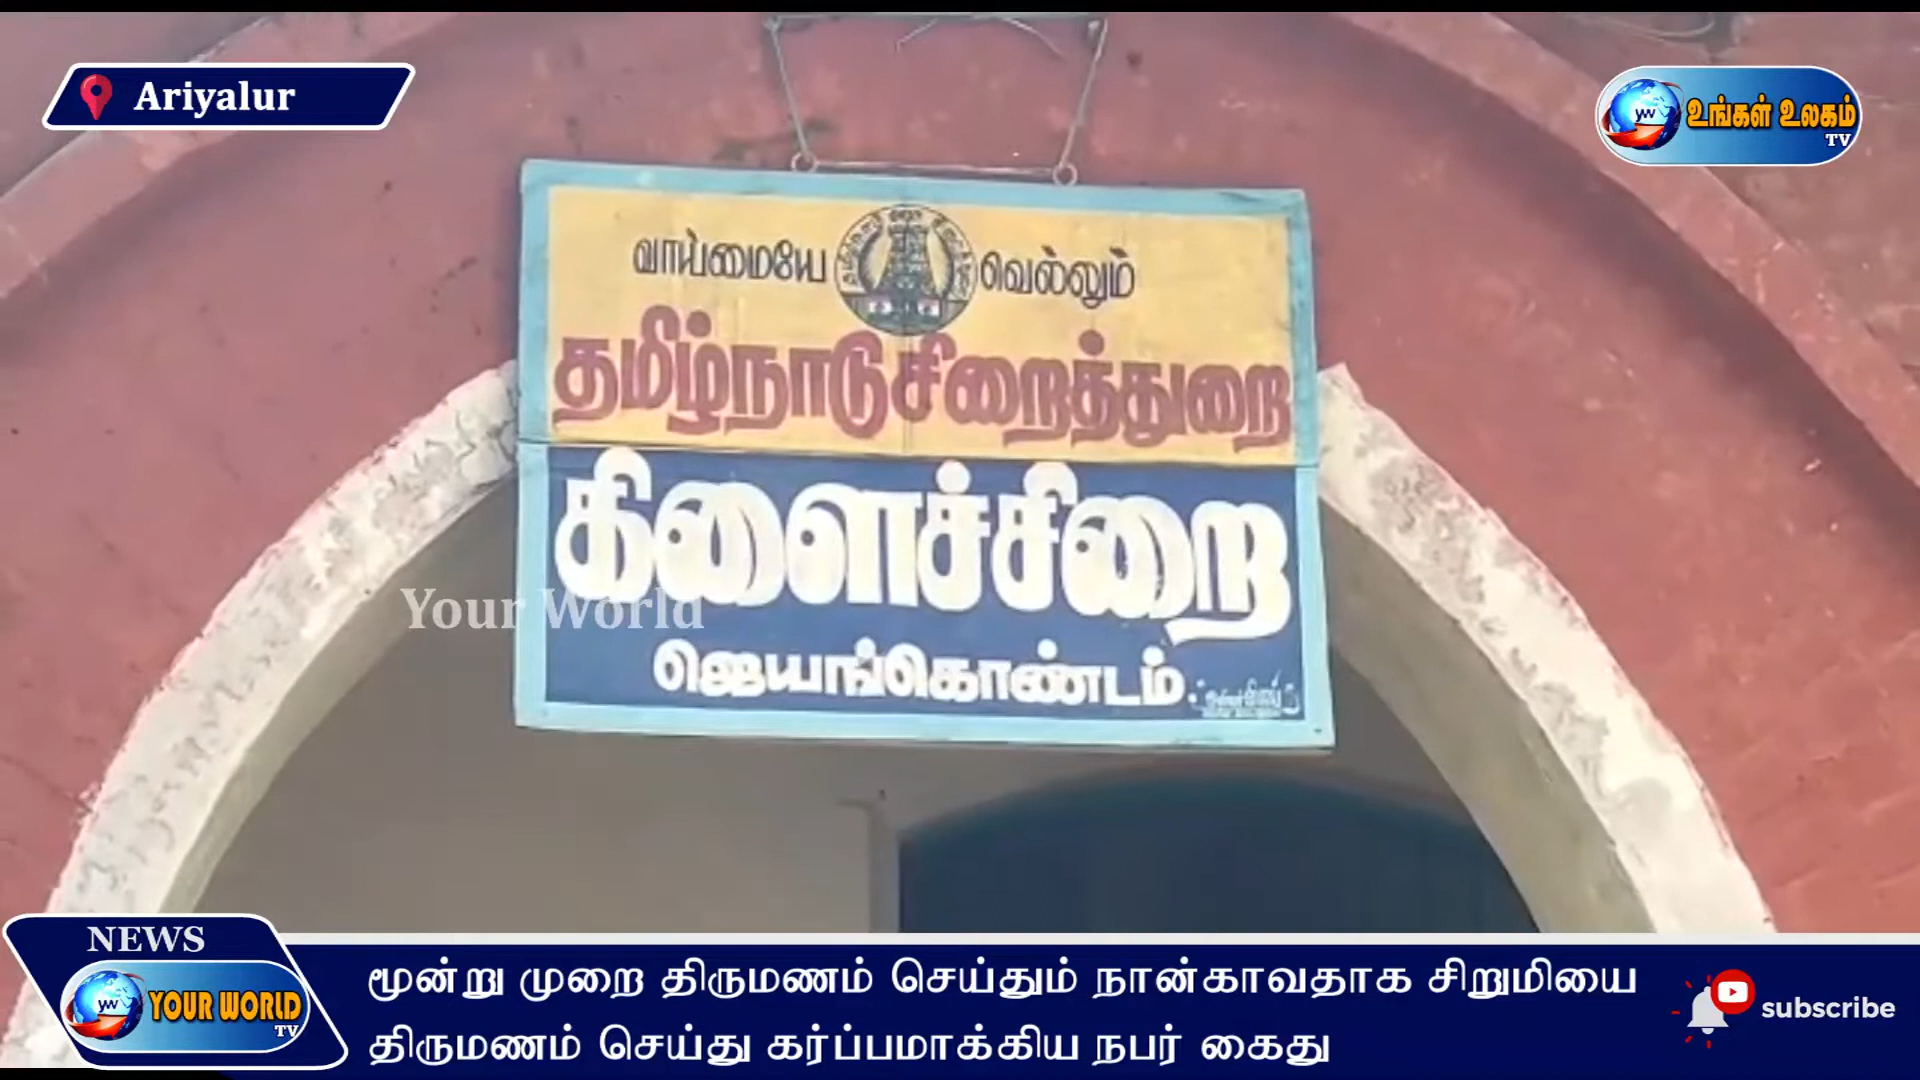 Ariyalur
உங்கள் உலகம்
TV
வாய்மையே வெல்லும்
தமிழ்நாடு சிறைத்துறை
கிளைச்சிறை
ஜெயங்கொண்டம்.
Your World
NEWS
yw YOUR WORLD
TV
மூன்று முறை திருமணம் செய்தும் நான்காவதாக சிறுமியை
திருமணம் செய்து கர்ப்பமாக்கிய நபர் கைது
subscribe